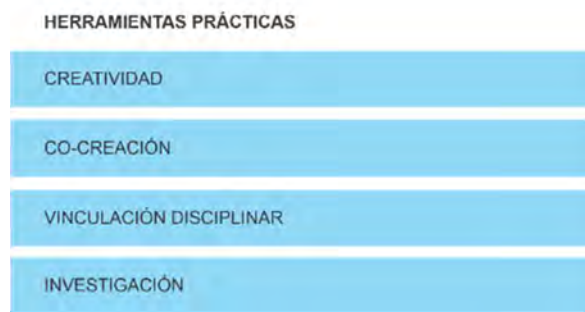 HERRAMIENTAS PRÁCTICAS
CREATIVIDAD
CO-CREACIÓN
VINCULACIÓN DISCIPLINAR
INVESTIGACIÓN